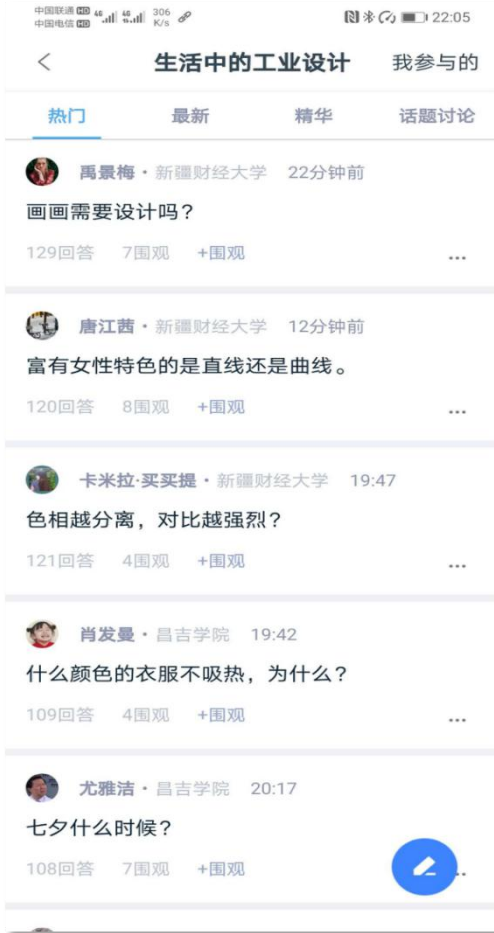 中国联通 HD 4G 4G 306 22:05
中国电信 HD K/s
生活中的工业设计 我参与的
热门 最新 精华 话题讨论
禹景梅·新疆财经大学 22分钟前
画画需要设计吗?
129回答 7围观 +围观 ...
唐江茜·新疆财经大学 12分钟前
富有女性特色的是直线还是曲线。
120回答 8围观 +围观 ...
卡米拉·买买提·新疆财经大学 19:47
色相越分离，对比越强烈?
121回答 4围观 +围观 ...
肖发曼·昌吉学院 19:42
什么颜色的衣服不吸热，为什么?
109回答 4围观 +围观 ...
尤雅洁·昌吉学院 20:17
七夕什么时候?
108回答 7围观 +围观